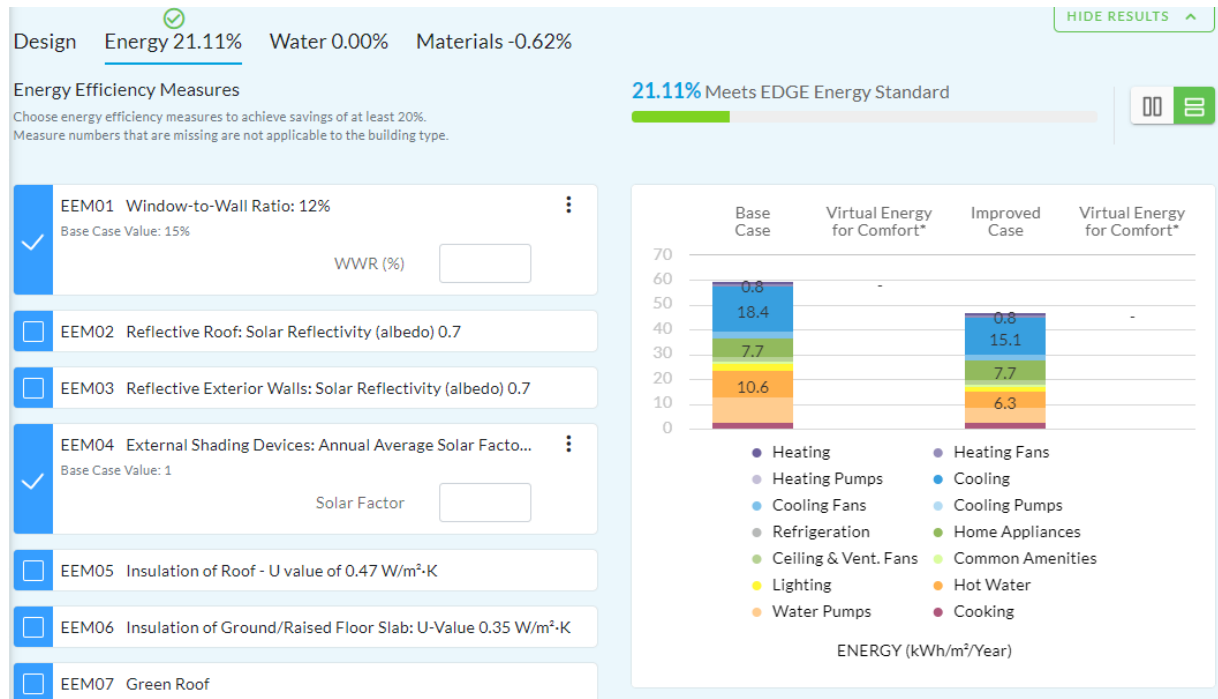 HIDE RESULTS
Design Energy 21.11% Water 0.00% Materials -0.62%
Energy Efficiency Measures
Choose energy efficiency measures to achieve savings of at least 20%.
Measure numbers that are missing are not applicable to the building type.
21.11% Meets EDGE Energy Standard
EEM01 Window-to-Wall Ratio: 12%
Base Case Value: 15%
WWR (%)
EEM02 Reflective Roof: Solar Reflectivity (albedo) 0.7
EEM03 Reflective Exterior Walls: Solar Reflectivity (albedo) 0.7
EEM04 External Shading Devices: Annual Average Solar Facto...
Base Case Value: 1
Solar Factor
EEM05 Insulation of Roof - U value of 0.47 W/m²·K
EEM06 Insulation of Ground/Raised Floor Slab: U-Value 0.35 W/m²·K
EEM07 Green Roof
Base Virtual Energy Improved Virtual Energy
Case for Comfort* Case for Comfort*
70
60
0.8 - 0.8 -
50
18.4 15.1
40
30
7.7 7.7
20
10.6 6.3
10
0
Heating Heating Fans
Heating Pumps Cooling
Cooling Fans Cooling Pumps
Refrigeration Home Appliances
Ceiling & Vent. Fans Common Amenities
Lighting Hot Water
Water Pumps Cooking
ENERGY (kWh/m²/Year)